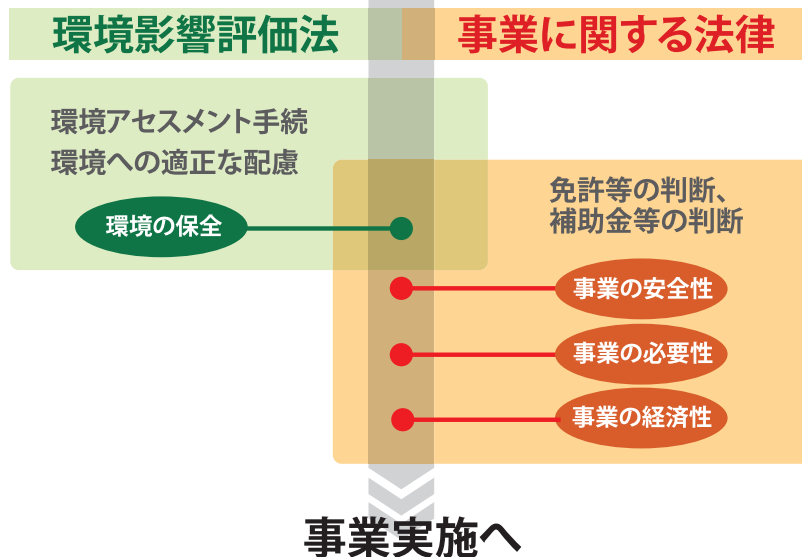 環境影響評価法
事業に関する法律
環境アセスメント手続
環境への適正な配慮
環境の保全
免許等の判断、
補助金等の判断
事業の安全性
事業の必要性
事業の経済性
事業実施へ